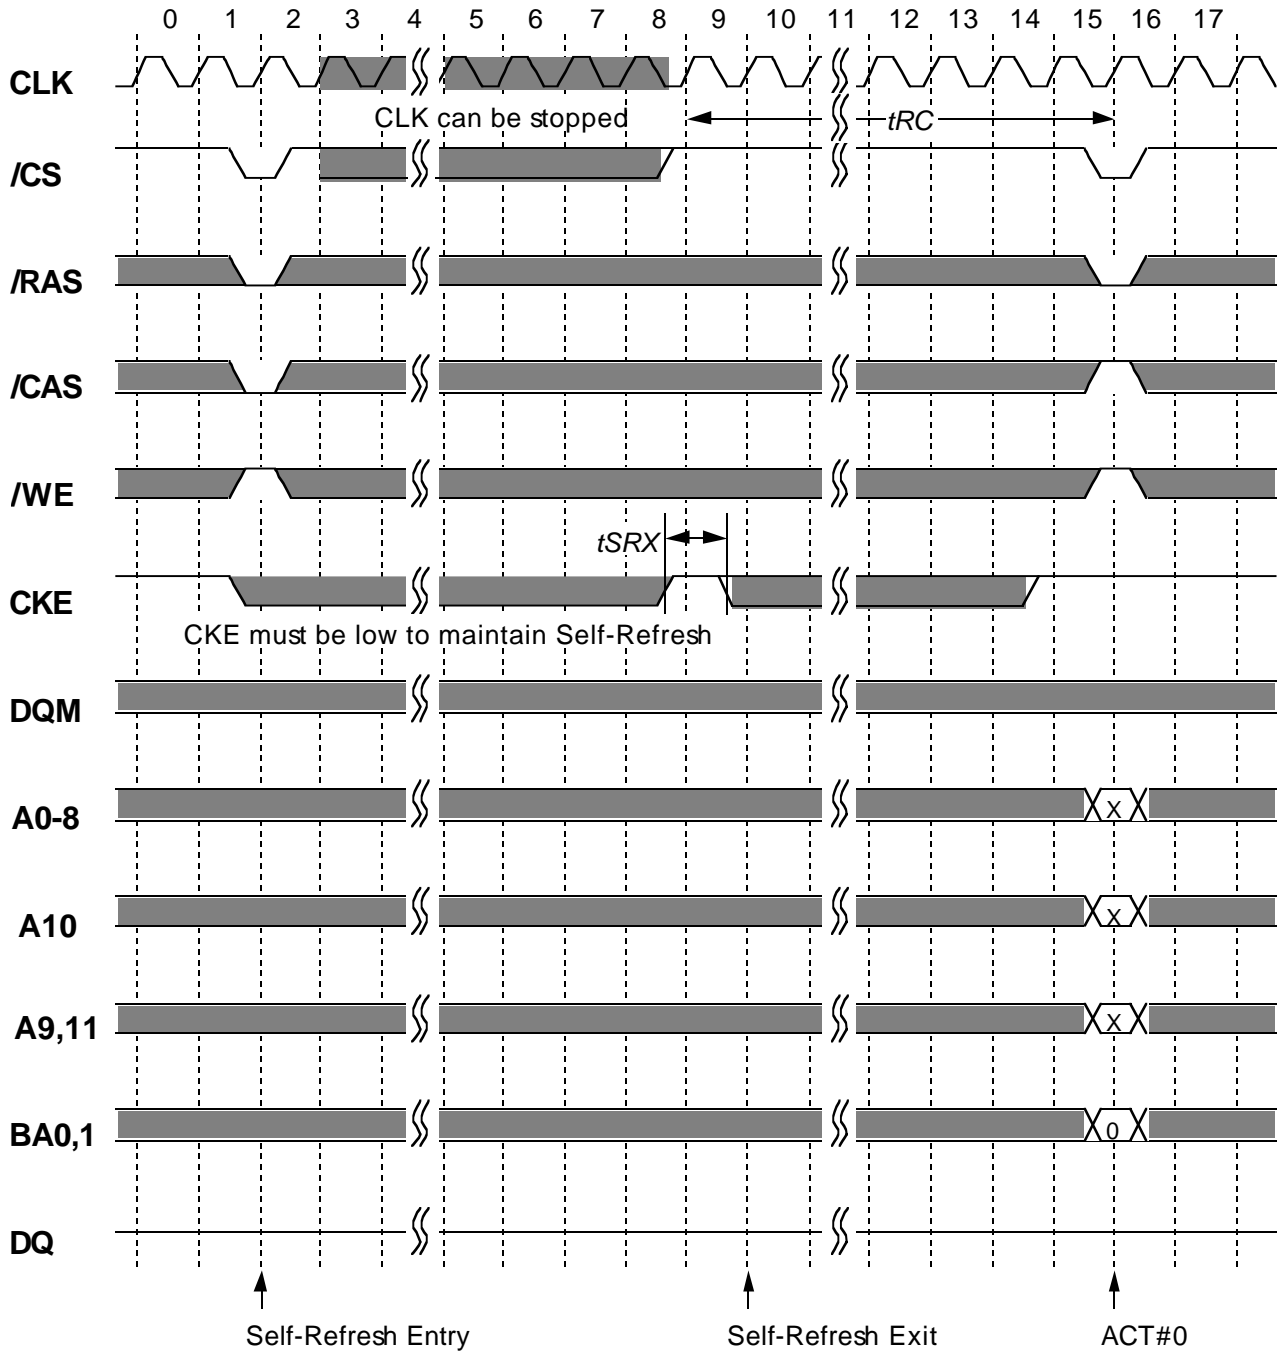 0 1 2 3 4 5 6 7 8 9 10 11 12 13 14 15 16 17
CLK
CLK can be stopped
tRC
/CS
/RAS
/CAS
/WE
tSRX
CKE
CKE must be low to maintain Self-Refresh
DQM
A0-8
X
A10
X
A9,11
X
BA0,1
0
DQ
Self-Refresh Entry Self-Refresh Exit ACT#0